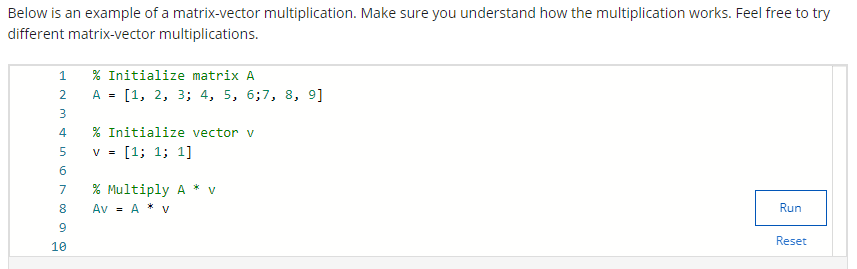 Below is an example of a matrix-vector multiplication. Make sure you understand how the multiplication works. Feel free to try
different matrix-vector multiplications.
1 % Initialize matrix A
2 A = [1, 2, 3; 4, 5, 6;7, 8, 9]
3
4 % Initialize vector v
5 v = [1; 1; 1]
6
7 % Multiply A * v
8 Av = A * v
Run
9
10
Reset